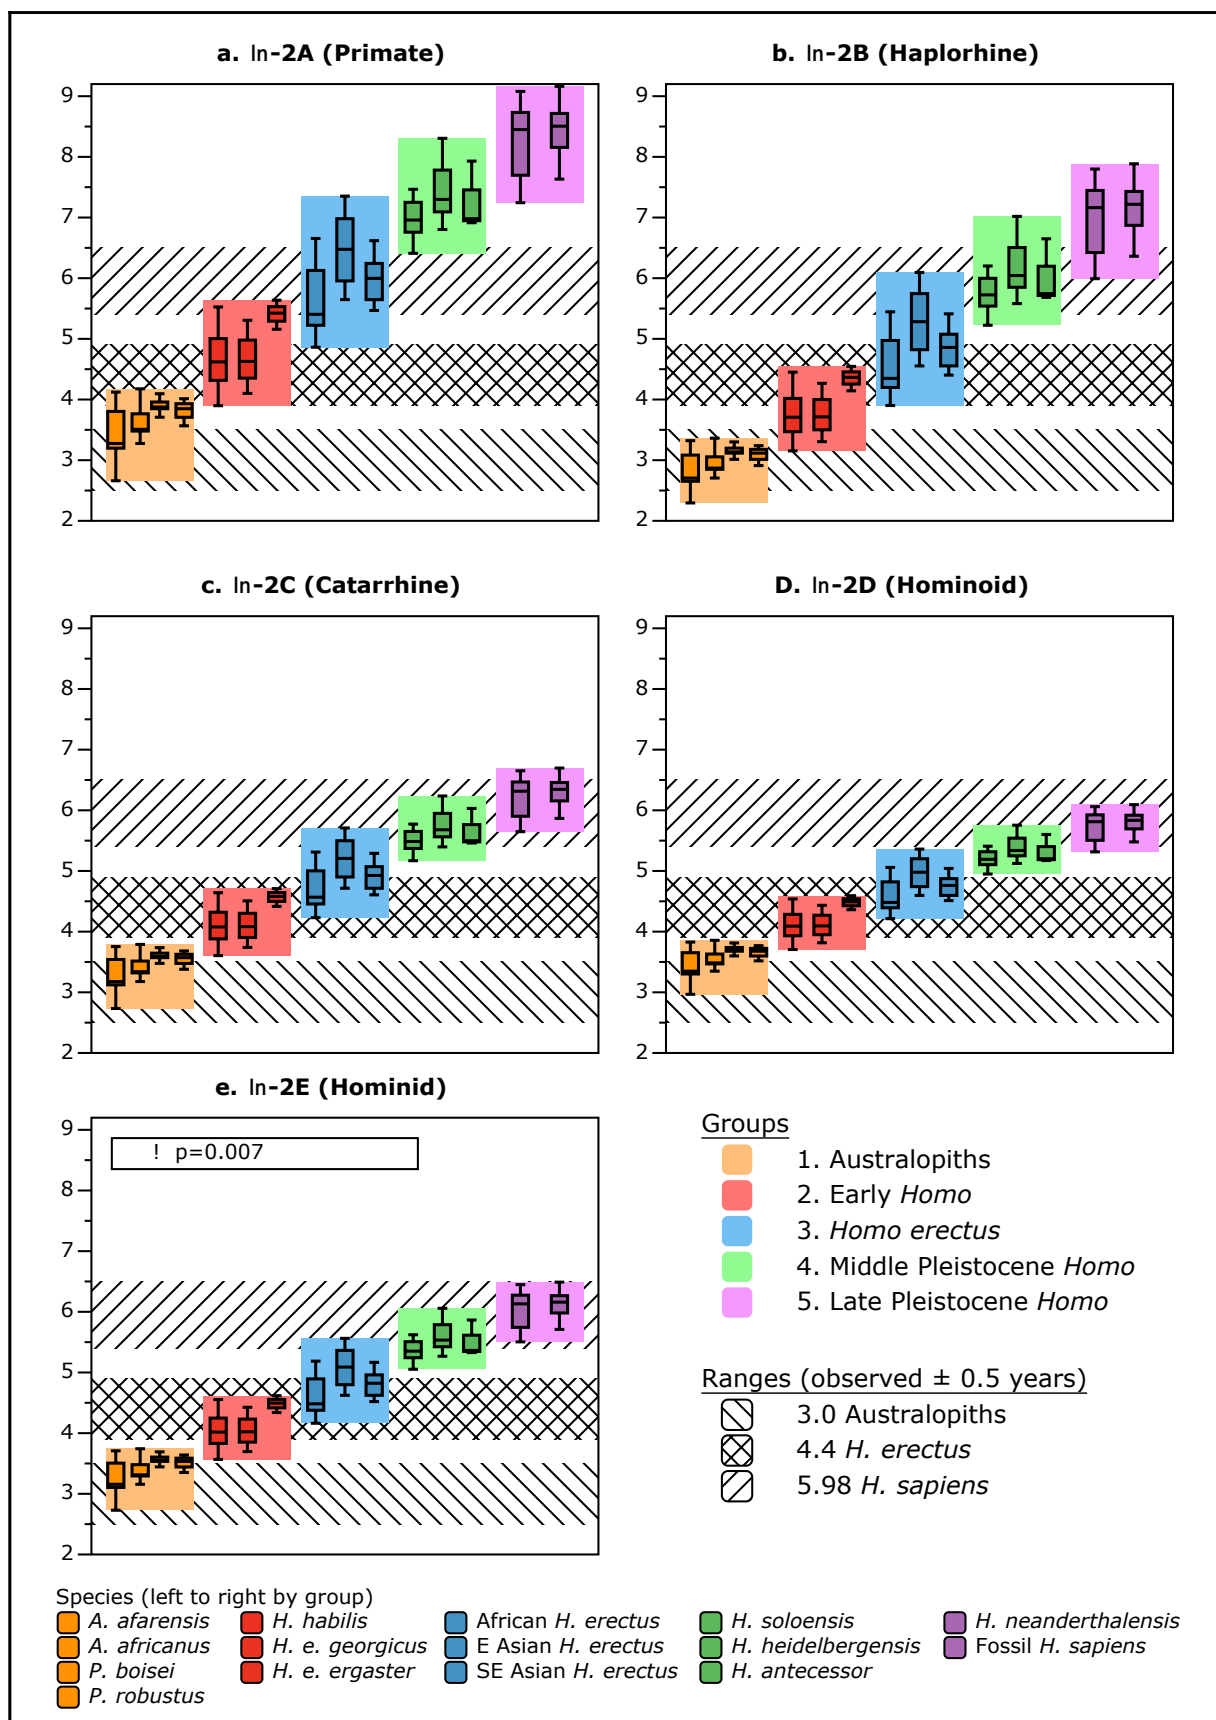 a. ln-2A (Primate)
9
8
7
6
5
4
3
2
b. ln-2B (Haplorhine)
9
8
7
6
5
4
3
2
c. ln-2C (Catarrhine)
9
8
7
6
5
4
3
2
D. ln-2D (Hominoid)
9
8
7
6
5
4
3
2
e. ln-2E (Hominid)
! p=0.007
9
8
7
6
5
4
3
2
Groups
1. Australopiths
2. Early Homo
3. Homo erectus
4. Middle Pleistocene Homo
5. Late Pleistocene Homo
Ranges (observed ± 0.5 years)
3.0 Australopiths
4.4 H. erectus
5.98 H. sapiens
Species (left to right by group)
A. afarensis
A. africanus
P. boisei
P. robustus
H. habilis
H. e. georgicus
H. e. ergaster
African H. erectus
E Asian H. erectus
SE Asian H. erectus
H. soloensis
H. heidelbergensis
H. antecessor
H. neanderthalensis
Fossil H. sapiens